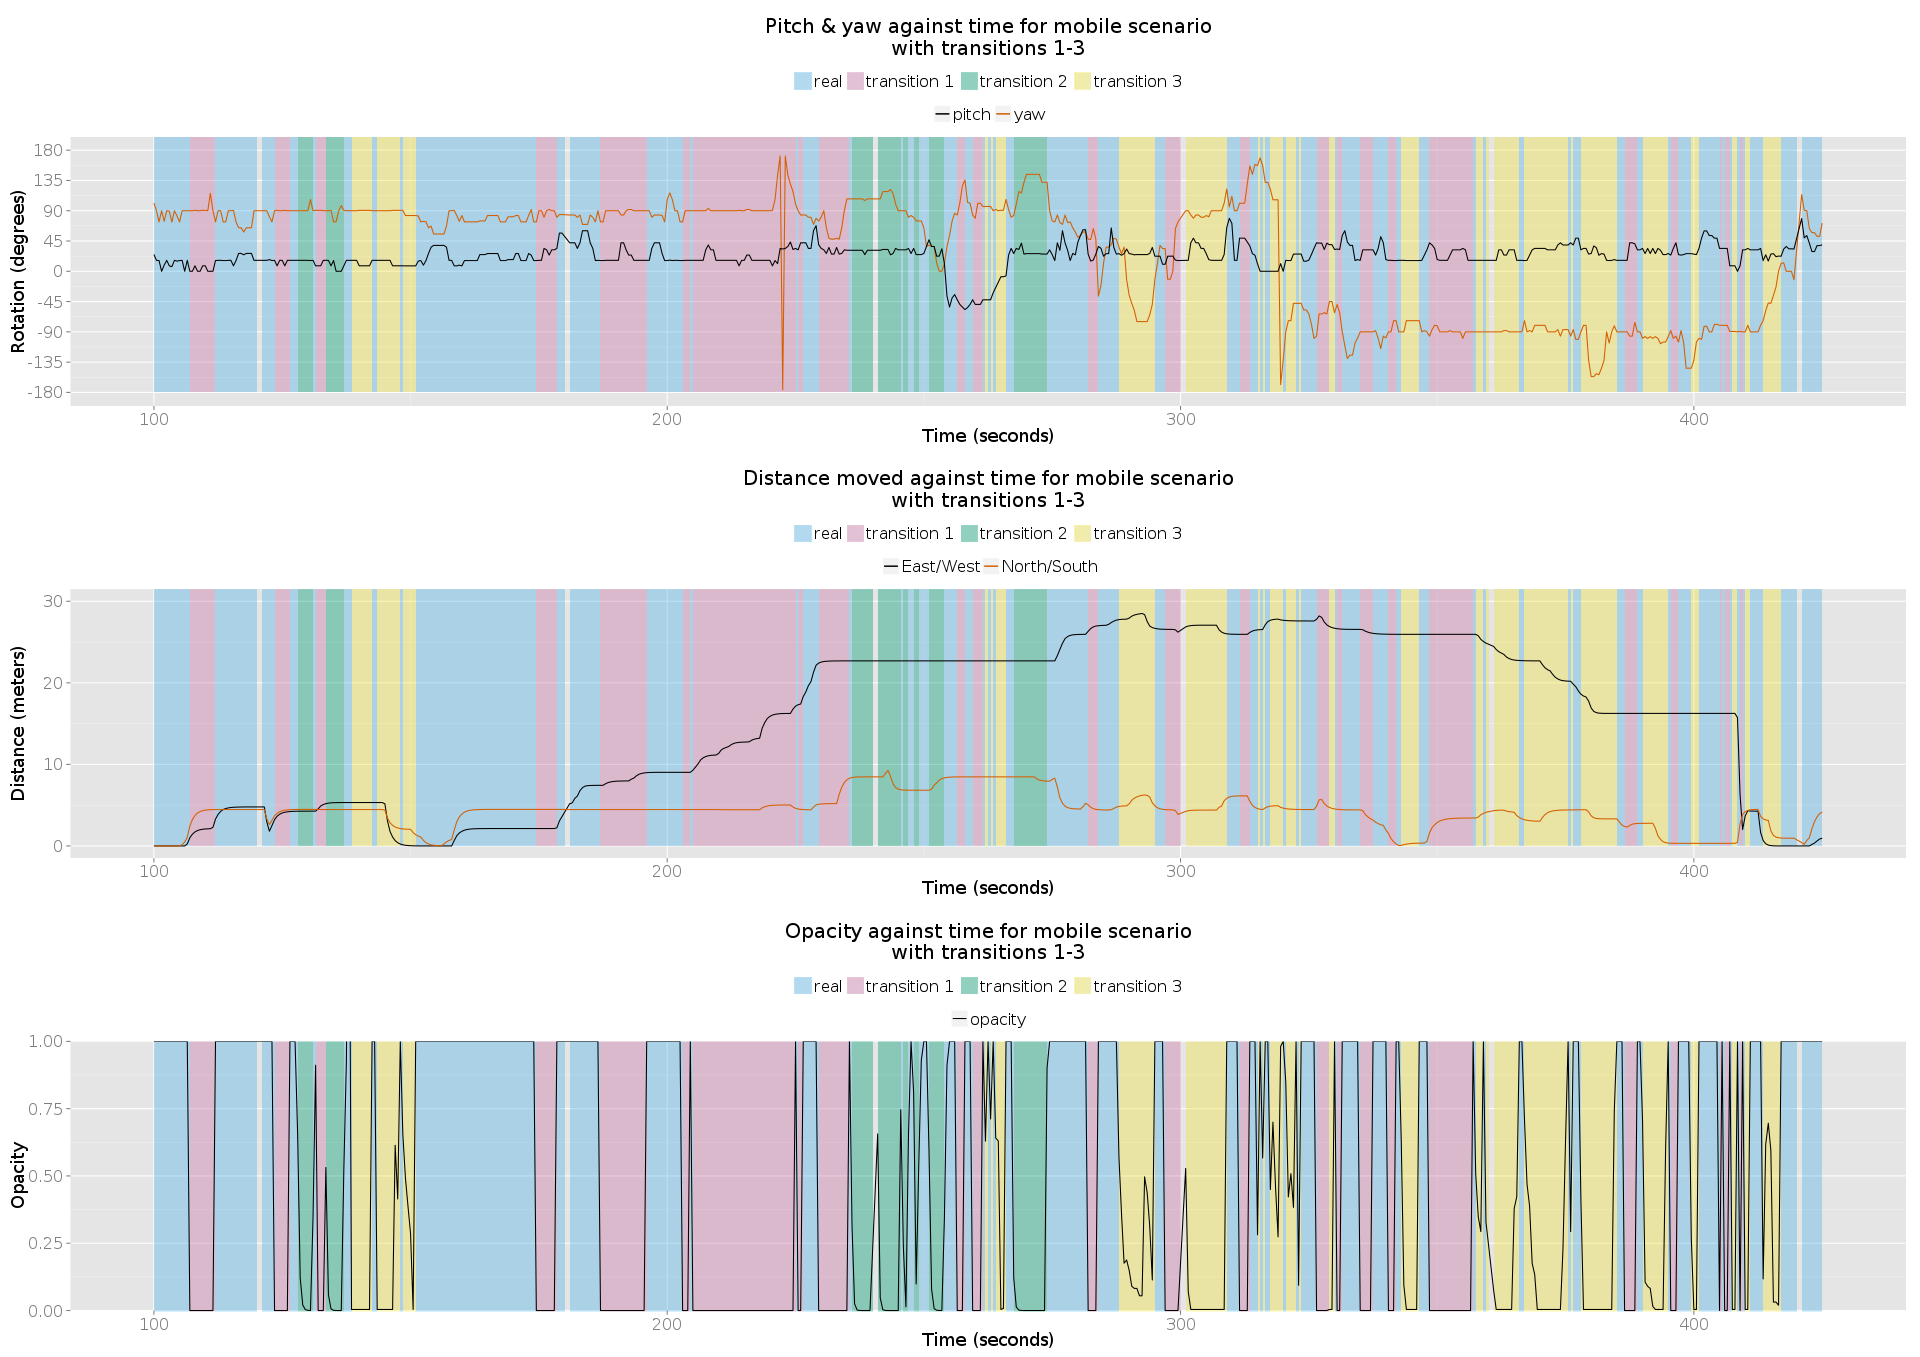 Pitch & yaw against time for mobile scenario
with transitions 1-3
real transition 1 transition 2 transition 3
pitch yaw
Rotation (degrees)
180
135
90
45
0
-45
-90
-135
-180
100 200 300 400
Time (seconds)
Distance moved against time for mobile scenario
with transitions 1-3
real transition 1 transition 2 transition 3
East/West North/South
Distance (meters)
30
20
10
0
100 200 300 400
Time (seconds)
Opacity against time for mobile scenario
with transitions 1-3
real transition 1 transition 2 transition 3
opacity
Opacity
1.00
0.75
0.50
0.25
0.00
100 200 300 400
Time (seconds)